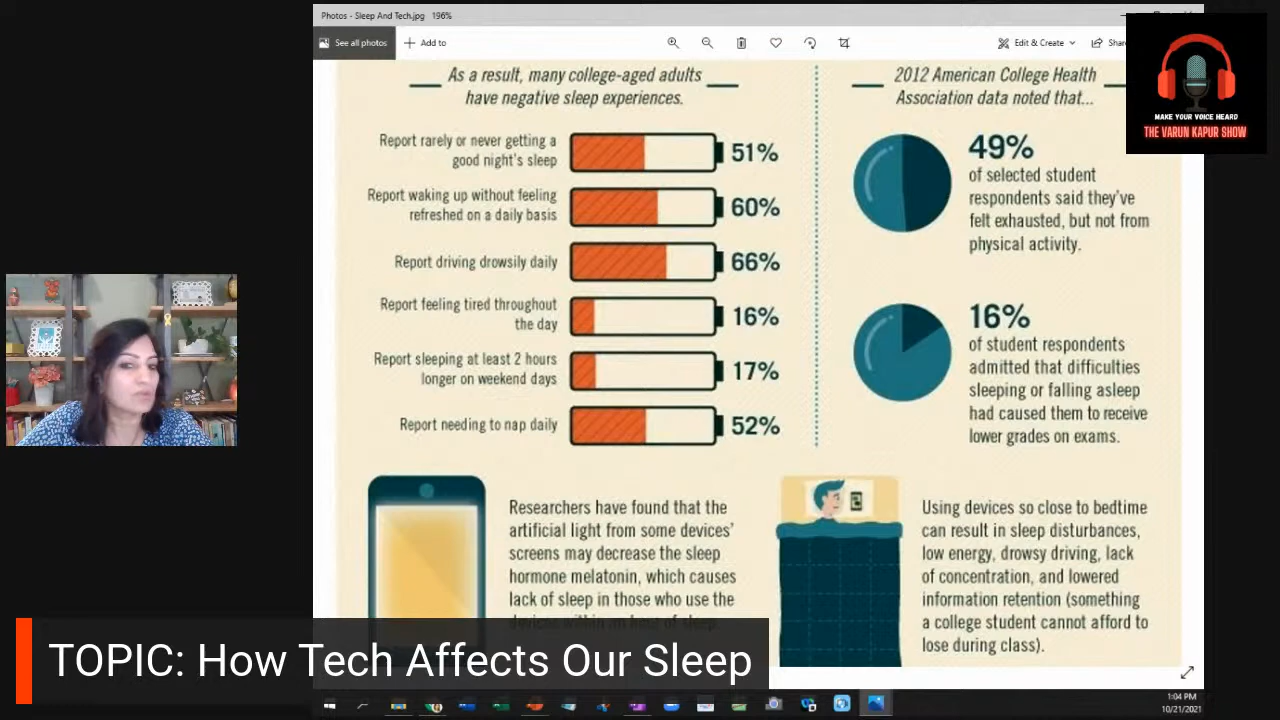 Photos - Sleep And Tech.jpg 196%
See all photos
Add to
Edit & Create
MAKE YOUR VOICE HEARD
THE VARUN KAPUR SHOW
As a result, many college-aged adults
have negative sleep experiences.
Report rarely or never getting a
good night's sleep
51%
Report waking up without feeling
refreshed on a daily basis
60%
Report driving drowsily daily
66%
Report feeling tired throughout
the day
16%
Report sleeping at least 2 hours
longer on weekend days
17%
Report needing to nap daily
52%
2012 American College Health
Association data noted that...
49%
of selected student
respondents said they've
felt exhausted, but not from
physical activity.
16%
of student respondents
admitted that difficulties
sleeping or falling asleep
had caused them to receive
lower grades on exams.
Researchers have found that the
artificial light from some devices'
screens may decrease the sleep
hormone melatonin, which causes
lack of sleep in those who use the
devices within an hour of sleep.
Using devices so close to bedtime
can result in sleep disturbances,
low energy, drowsy driving, lack
of concentration, and lowered
information retention (something
a college student cannot afford to
lose during class).
TOPIC: How Tech Affects Our Sleep
1:04 PM
10/21/2021